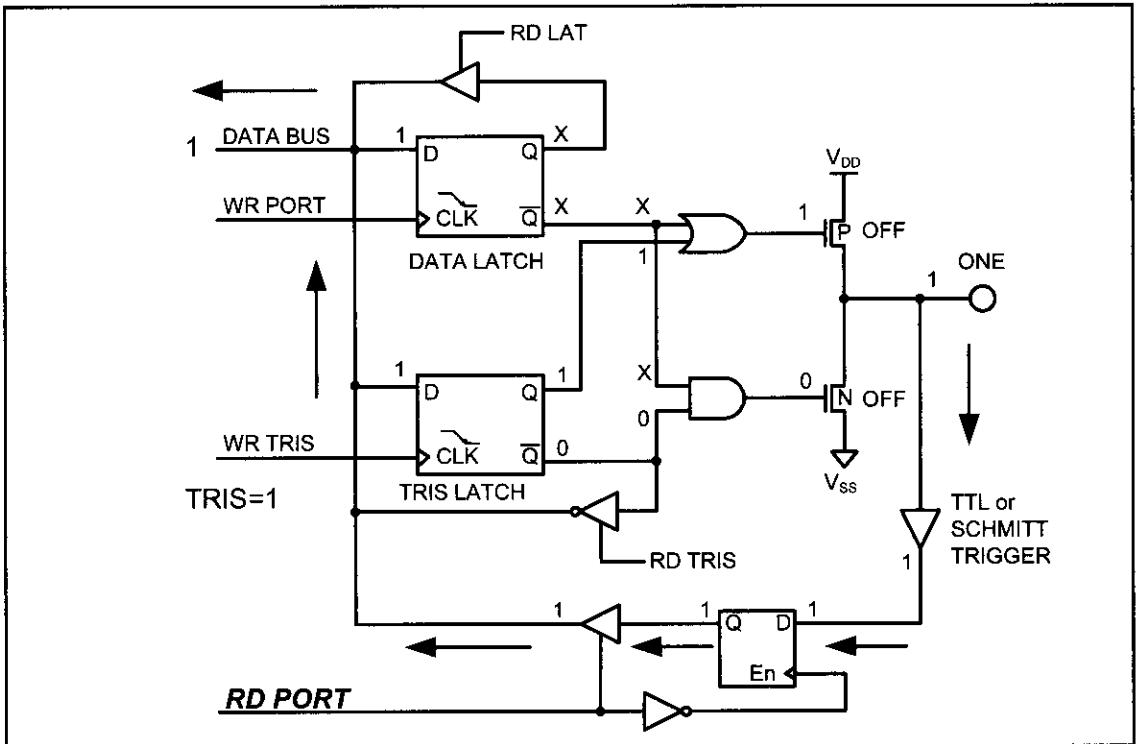 RD LAT
1 DATA BUS 1 D Q X
WR PORT CLK Q X X
DATA LATCH
1
V_DD
1 P OFF
1 ONE
1 D Q 1
WR TRIS CLK Q 0
TRIS LATCH
TRIS=1
X
0
0 N OFF
V_SS
RD TRIS
TTL or
SCHMITT
TRIGGER
1
1 1 Q D 1
En
RD PORT